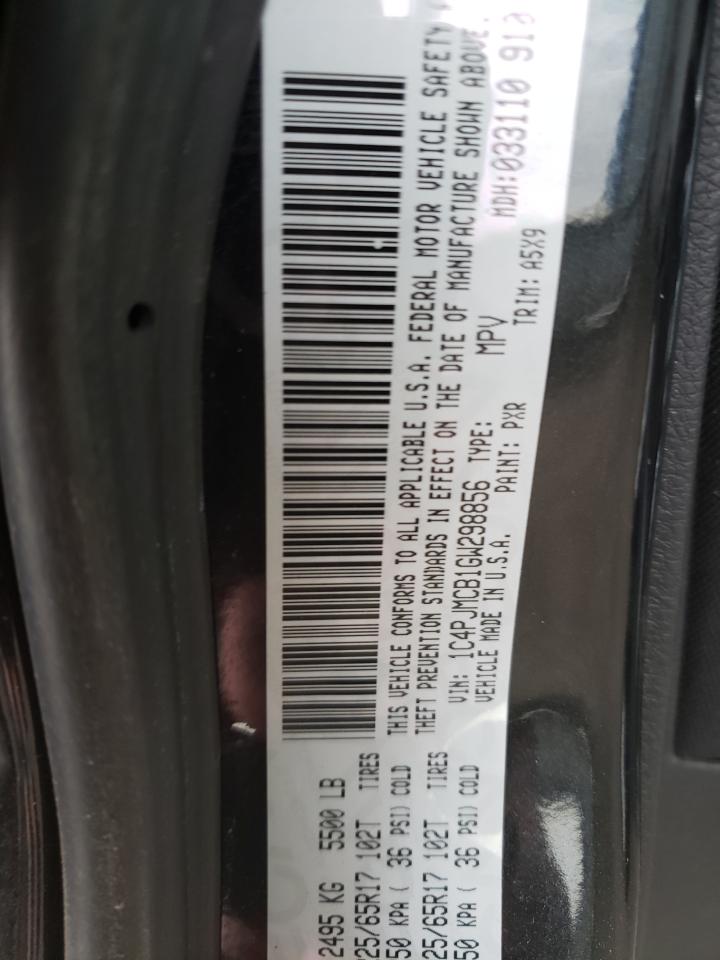 2495 KG 5500 LB
25/65R17 102T TIRES
50 KPA ( 36 PSI) COLD
25/65R17 102T TIRES
50 KPA ( 36 PSI) COLD
THIS VEHICLE CONFORMS TO ALL APPLICABLE U.S.A. FEDERAL MOTOR VEHICLE SAFETY
THEFT PREVENTION STANDARDS IN EFFECT ON THE DATE OF MANUFACTURE SHOWN ABOVE.
VIN: 1C4PJMCB1GW298856 TYPE: MPV MDH:033110 910
VEHICLE MADE IN U.S.A. PAINT: PXR TRIM: A5X9